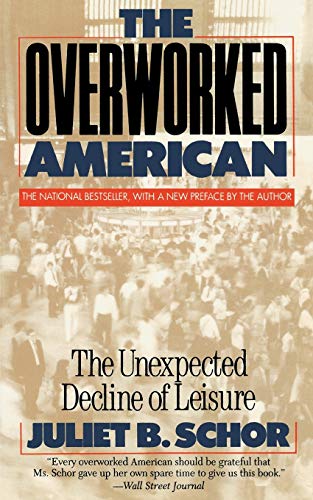 THE
OVERWORKED
AMERICAN
THE NATIONAL BESTSELLER, WITH A NEW PREFACE BY THE AUTHOR
The Unexpected
Decline of Leisure
JULIET B. SCHOR
"Every overworked American should be grateful that
Ms. Schor gave up her own spare time to give us this book."
—Wall Street Journal